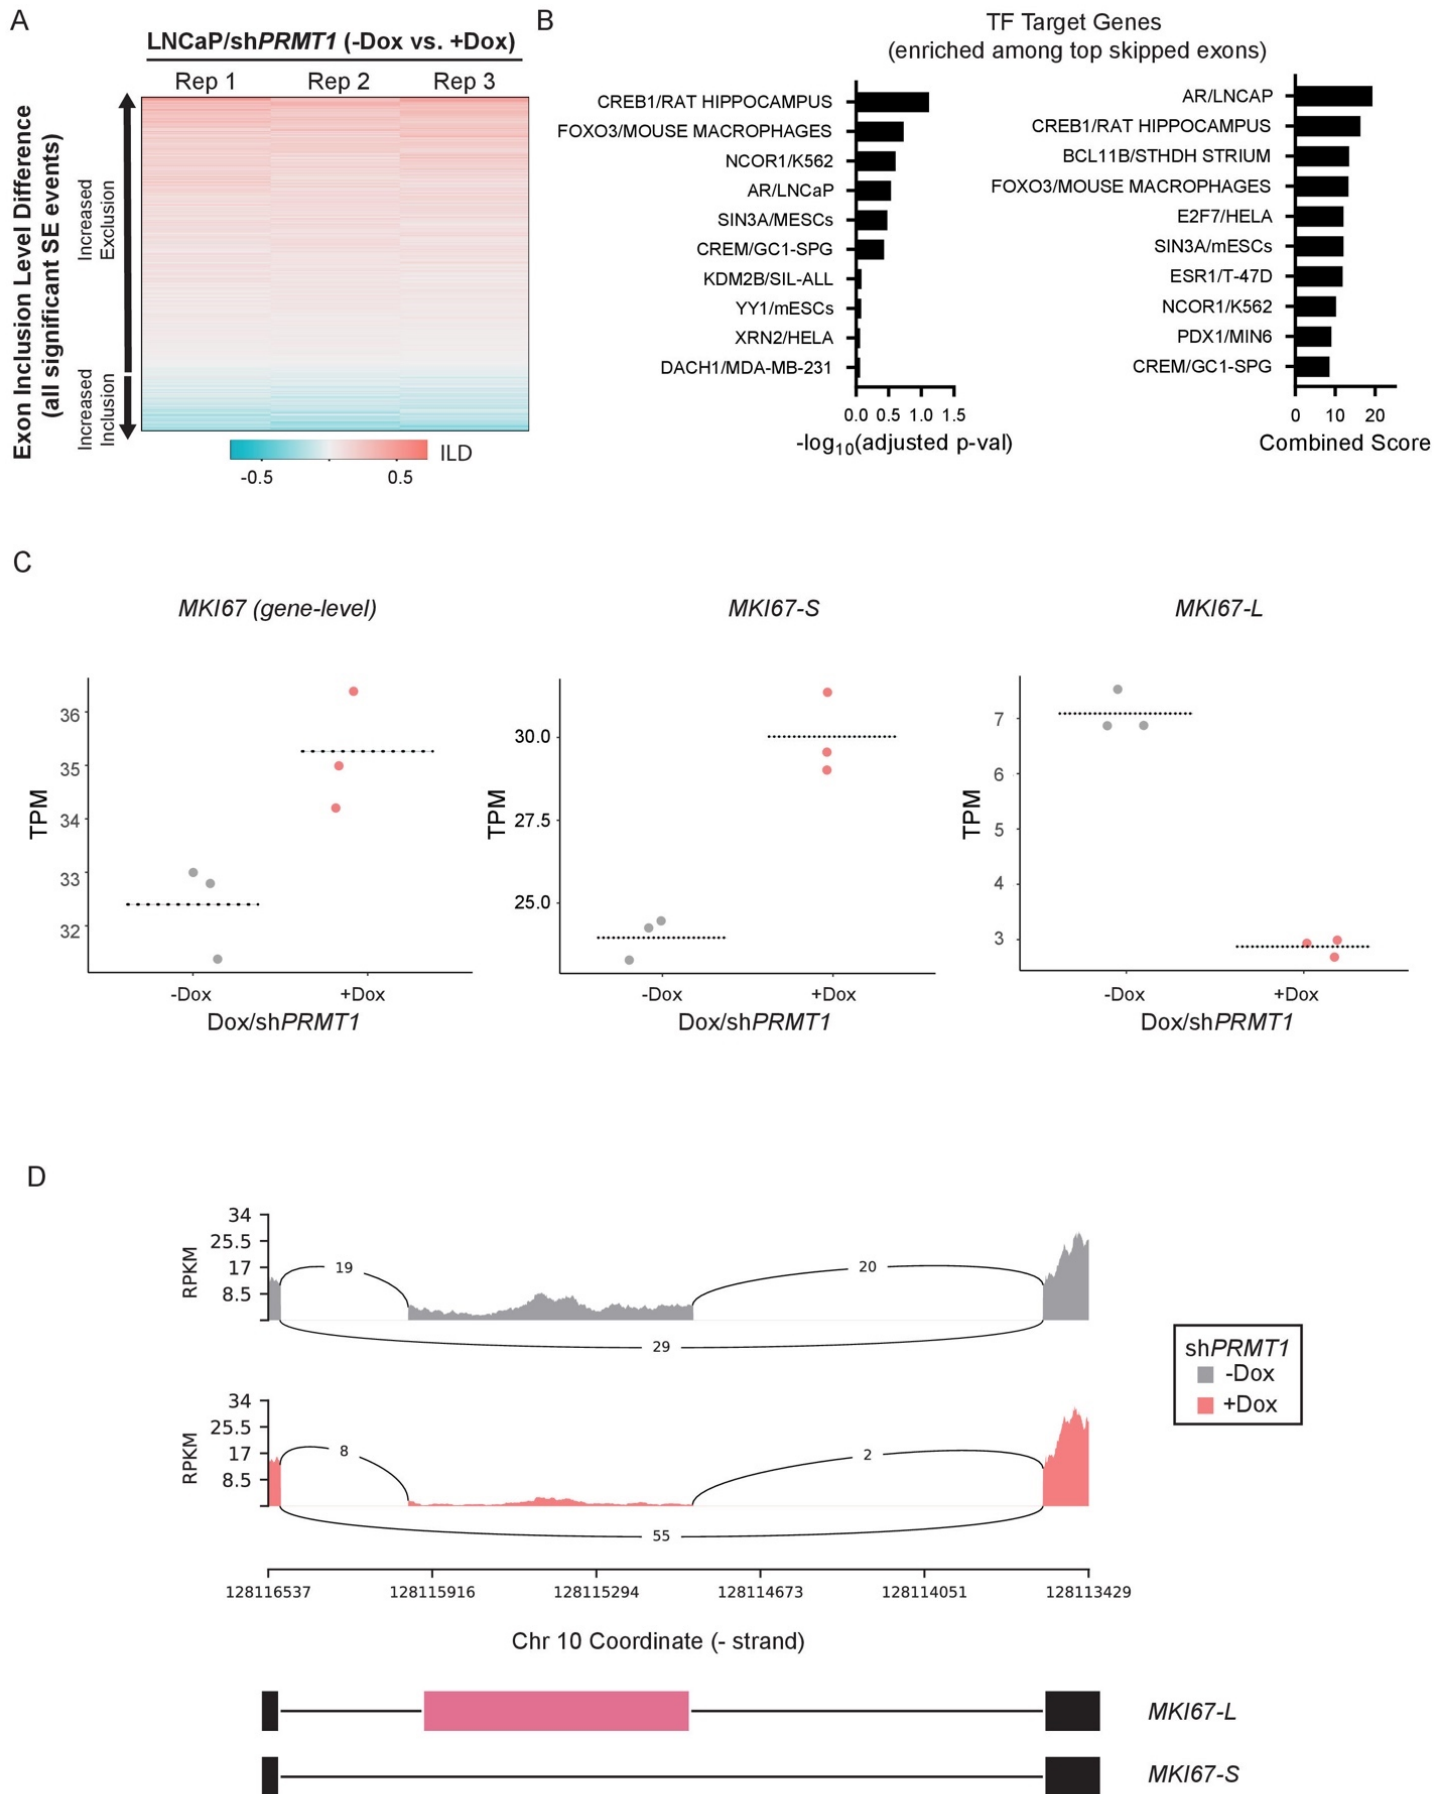 A
LNCaP/shPRMT1 (-Dox vs. +Dox)
Rep 1 Rep 2 Rep 3
Exon Inclusion Level Difference
(all significant SE events)
Increased
Exclusion
Increased
Inclusion
ILD
-0.5 0.5
B
TF Target Genes
(enriched among top skipped exons)
CREB1/RAT HIPPOCAMPUS
FOXO3/MOUSE MACROPHAGES
NCOR1/K562
AR/LNCaP
SIN3A/MESCs
CREM/GC1-SPG
KDM2B/SIL-ALL
YY1/mESCs
XRN2/HELA
DACH1/MDA-MB-231
0.0 0.5 1.0 1.5
-log10(adjusted p-val)
AR/LNCAP
CREB1/RAT HIPPOCAMPUS
BCL11B/STHDH STRIUM
FOXO3/MOUSE MACROPHAGES
E2F7/HELA
SIN3A/mESCs
ESR1/T-47D
NCOR1/K562
PDX1/MIN6
CREM/GC1-SPG
0 10 20
Combined Score
C
MKI67 (gene-level)
TPM
36
35
34
33
32
-Dox +Dox
Dox/shPRMT1
MKI67-S
TPM
30.0
27.5
25.0
-Dox +Dox
Dox/shPRMT1
MKI67-L
TPM
7
6
5
4
3
-Dox +Dox
Dox/shPRMT1
D
RPKM
34
25.5
17
8.5
19
20
29
RPKM
34
25.5
17
8.5
8
2
55
shPRMT1
-Dox
+Dox
128116537 128115916 128115294 128114673 128114051 128113429
Chr 10 Coordinate (- strand)
MKI67-L
MKI67-S